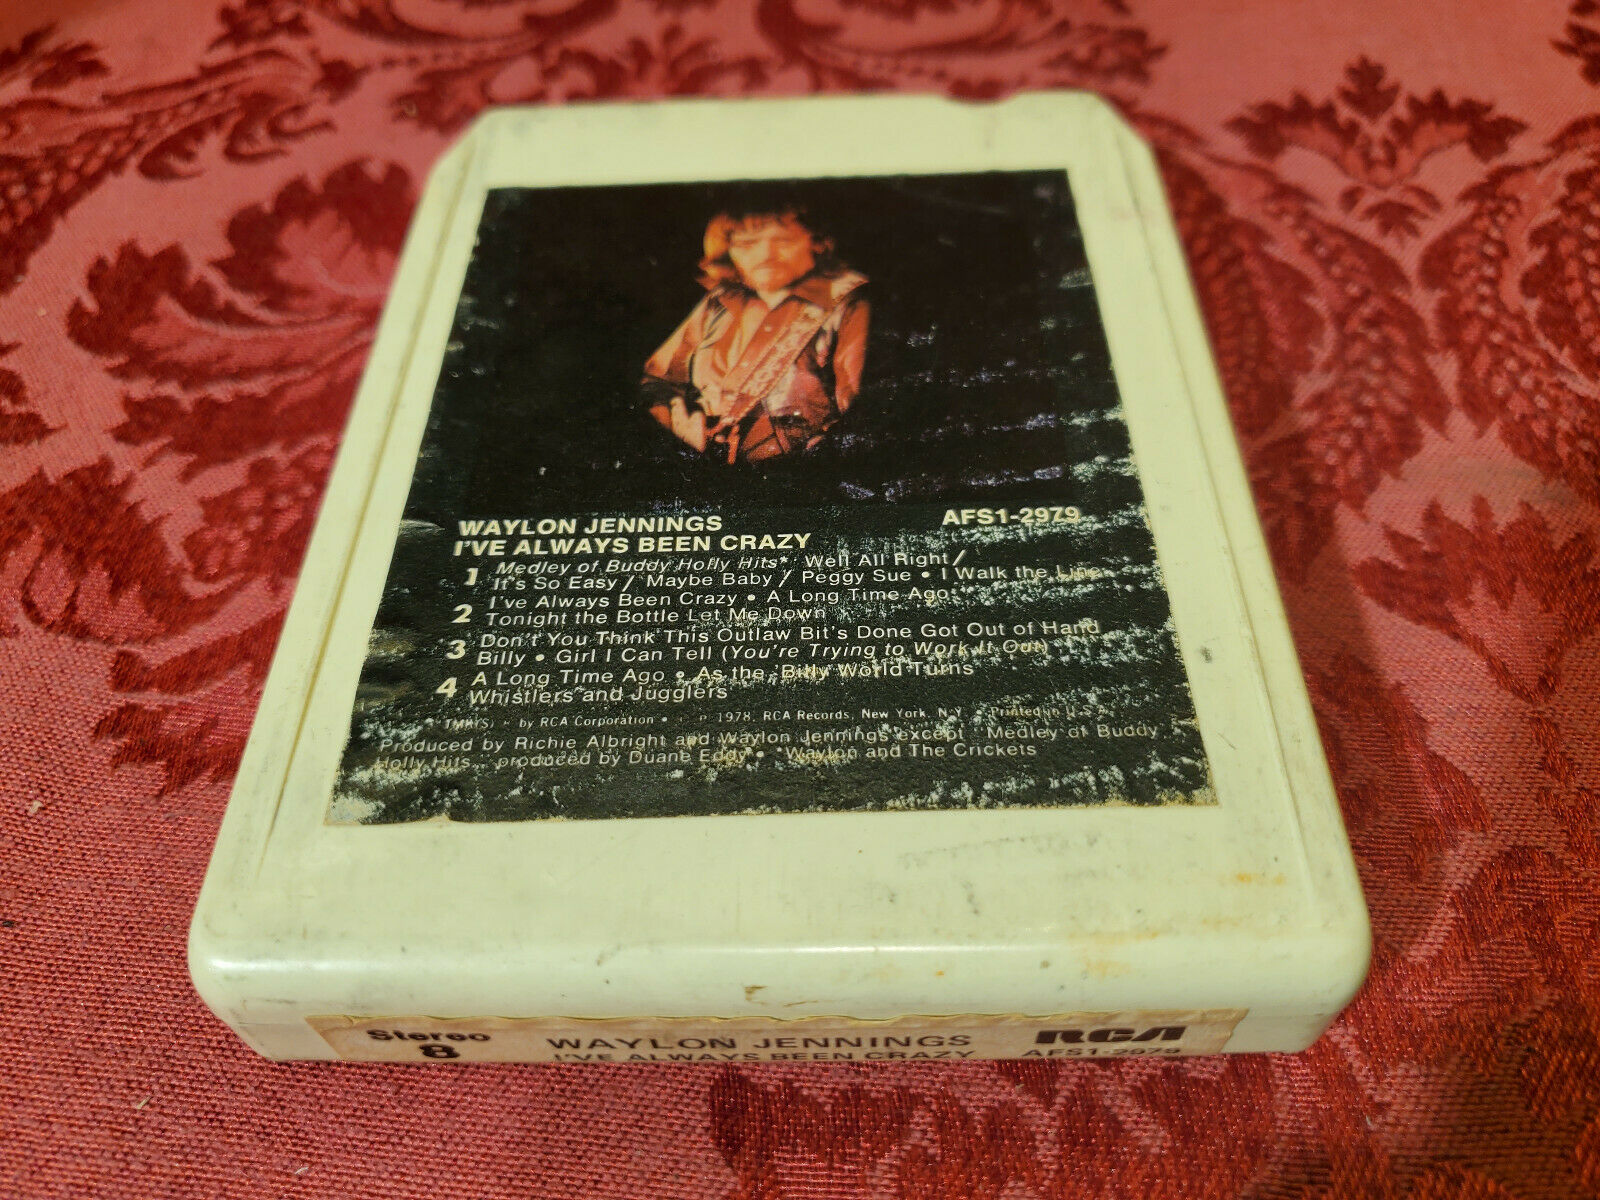 WAYLON JENNINGS AFS1-2979
I'VE ALWAYS BEEN CRAZY
1 Medley of Buddy Holly Hits* Well All Right /
It's So Easy / Maybe Baby / Peggy Sue • I Walk the Line
2 I've Always Been Crazy • A Long Time Ago
Tonight the Bottle Let Me Down
3 Don't You Think This Outlaw Bit's Done Got Out of Hand
Billy • Girl I Can Tell (You're Trying to Work It Out)
4 A Long Time Ago • As the 'Billy World Turns
Whistlers and Jugglers
TMK(S) ® by RCA Corporation • ℗ 1978, RCA Records, New York, N.Y. Printed in U.S.A.
Produced by Richie Albright and Waylon Jennings except "Medley of Buddy
Holly Hits" produced by Duane Eddy • *Waylon and The Crickets
Stereo 8 WAYLON JENNINGS RCA
I'VE ALWAYS BEEN CRAZY AFS1-2979